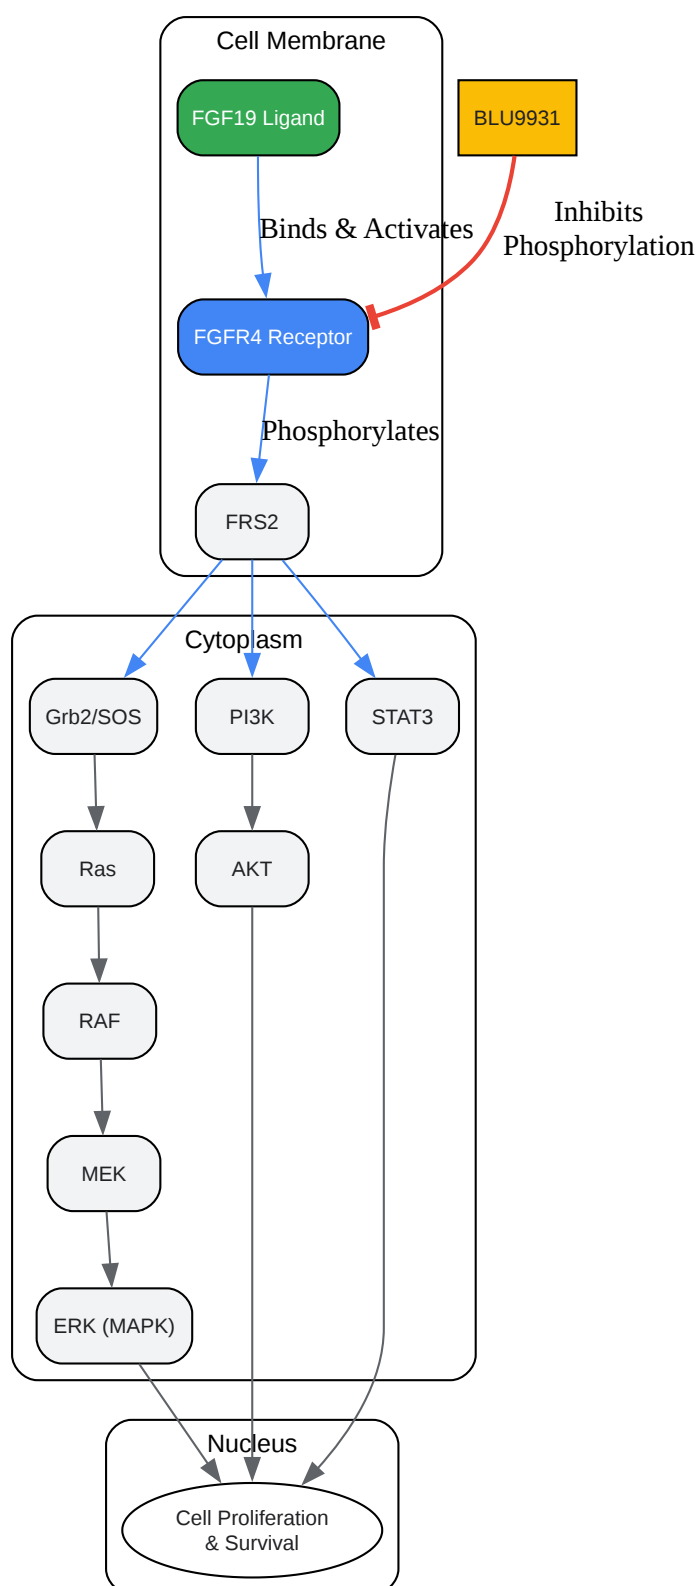 Cell Membrane
FGF19 Ligand
BLU9931
Binds & Activates
Inhibits
Phosphorylation
FGFR4 Receptor
Phosphorylates
FRS2
Cytoplasm
Grb2/SOS
PI3K
STAT3
Ras
AKT
RAF
MEK
ERK (MAPK)
Nucleus
Cell Proliferation
& Survival